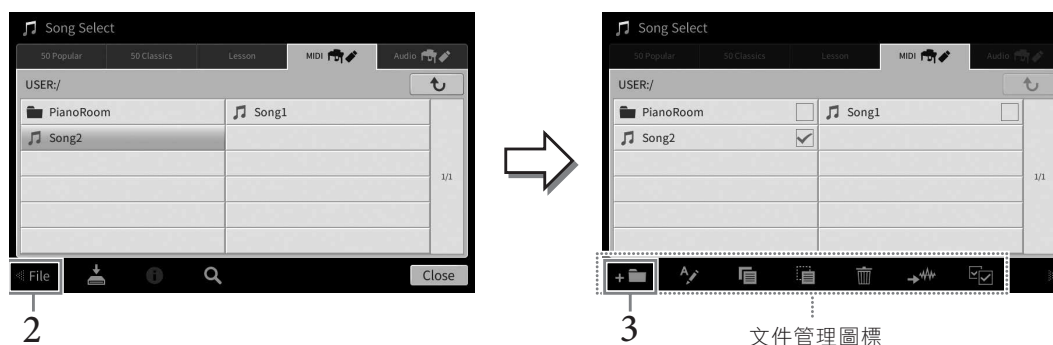 Song Select
50 Popular 50 Classics Lesson MIDI Audio
USER:/
PianoRoom Song1
Song2
1/1
File Close
2
Song Select
50 Popular 50 Classics Lesson MIDI Audio
USER:/
PianoRoom Song1
Song2
1/1
3
文件管理圖標